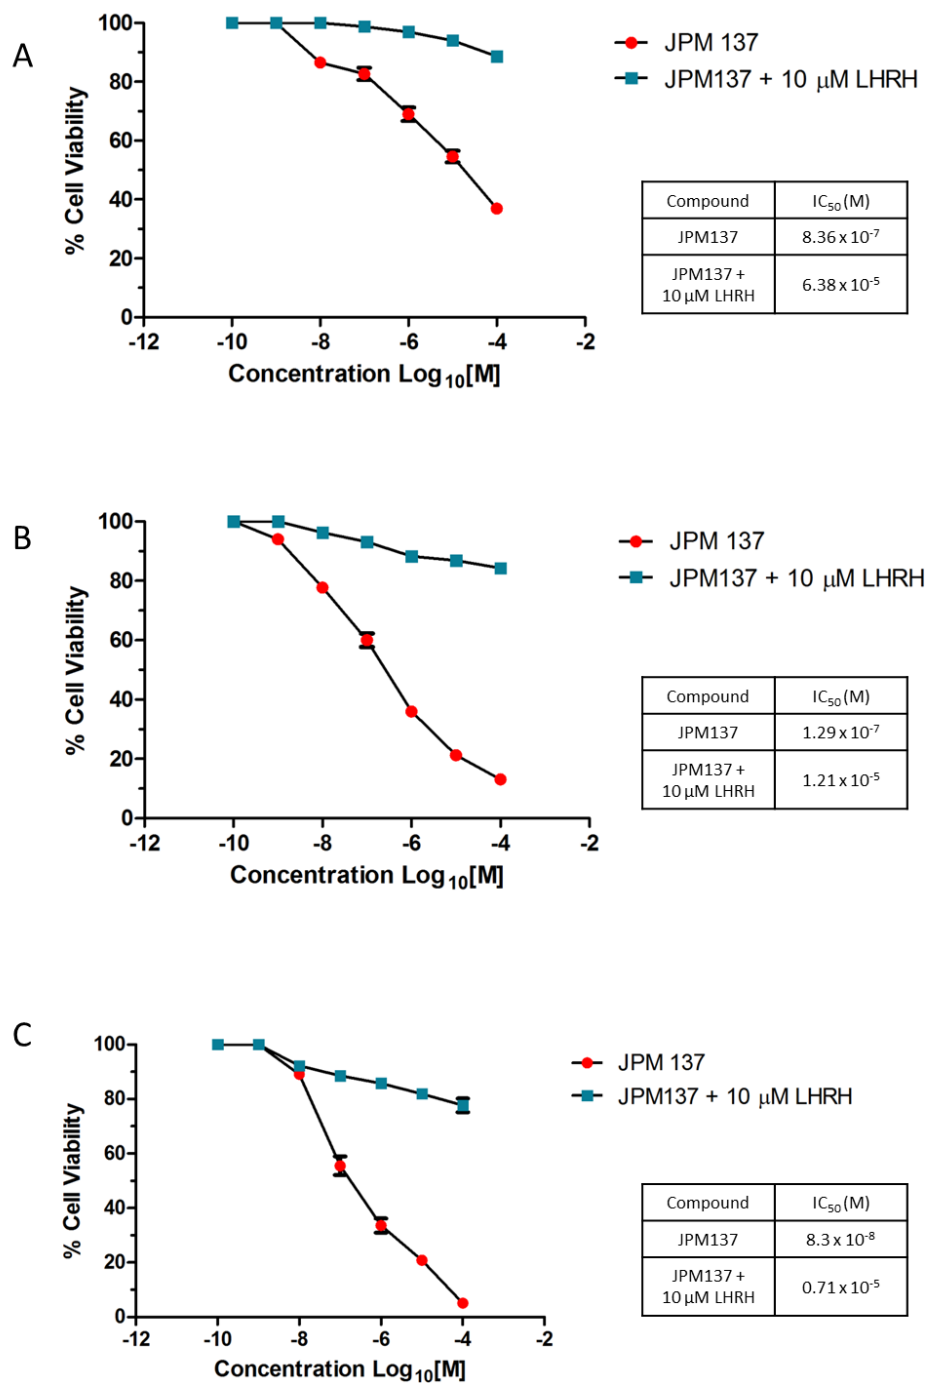 A
100
80
60
40
20
0
% Cell Viability
-12 -10 -8 -6 -4 -2
Concentration Log₁₀[M]
JPM 137
JPM137 + 10 μM LHRH
Compound IC₅₀ (M)
JPM137 8.36 x 10⁻⁷
JPM137 +
10 μM LHRH 6.38 x 10⁻⁵
B
100
80
60
40
20
0
% Cell Viability
-12 -10 -8 -6 -4 -2
Concentration Log₁₀[M]
JPM 137
JPM137 + 10 μM LHRH
Compound IC₅₀ (M)
JPM137 1.29 x 10⁻⁷
JPM137 +
10 μM LHRH 1.21 x 10⁻⁵
C
100
80
60
40
20
0
% Cell Viability
-12 -10 -8 -6 -4 -2
Concentration Log₁₀[M]
JPM 137
JPM137 + 10 μM LHRH
Compound IC₅₀ (M)
JPM137 8.3 x 10⁻⁸
JPM137 +
10 μM LHRH 0.71 x 10⁻⁵